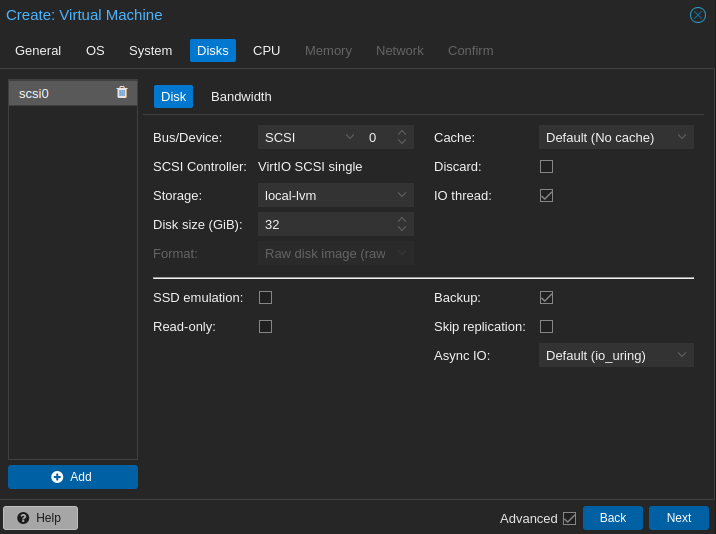 Create: Virtual Machine
General OS System Disks CPU Memory Network Confirm
scsi0
Disk Bandwidth
Bus/Device: SCSI 0 Cache: Default (No cache)
SCSI Controller: VirtIO SCSI single Discard:
Storage: local-lvm IO thread:
Disk size (GiB): 32
Format: Raw disk image (raw
SSD emulation: Backup:
Read-only: Skip replication:
Async IO: Default (io_uring)
Add
Help Advanced Back Next